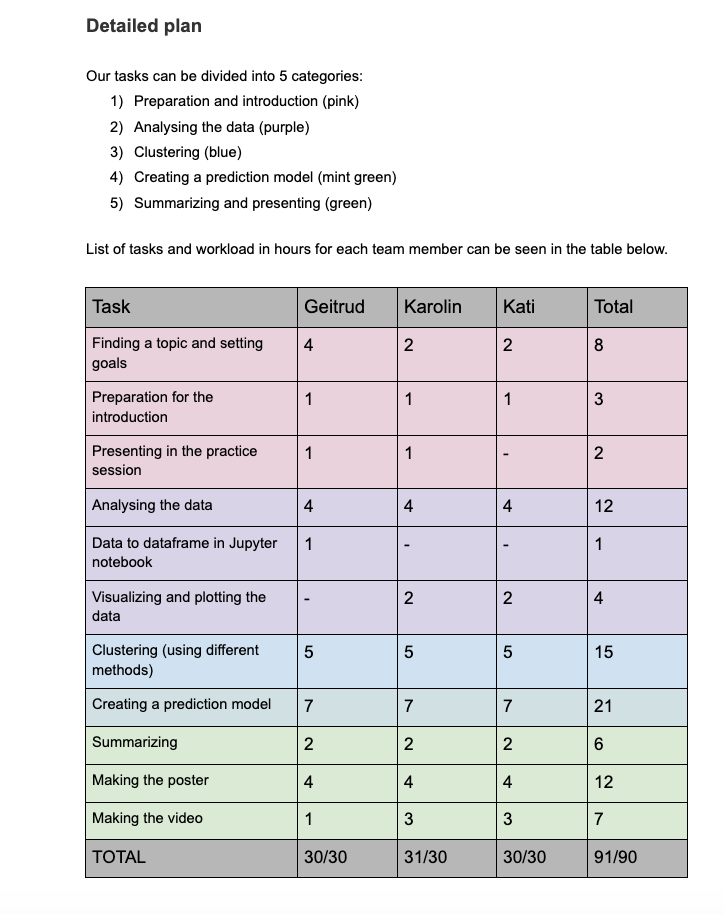 Detailed plan
Our tasks can be divided into 5 categories:
1) Preparation and introduction (pink)
2) Analysing the data (purple)
3) Clustering (blue)
4) Creating a prediction model (mint green)
5) Summarizing and presenting (green)
List of tasks and workload in hours for each team member can be seen in the table below.
Task Geitrud Karolin Kati Total
Finding a topic and setting 4 2 2 8
goals
Preparation for the 1 1 1 3
introduction
Presenting in the practice 1 1 - 2
session
Analysing the data 4 4 4 12
Data to dataframe in Jupyter 1 - - 1
notebook
Visualizing and plotting the - 2 2 4
data
Clustering (using different 5 5 5 15
methods)
Creating a prediction model 7 7 7 21
Summarizing 2 2 2 6
Making the poster 4 4 4 12
Making the video 1 3 3 7
TOTAL 30/30 31/30 30/30 91/90